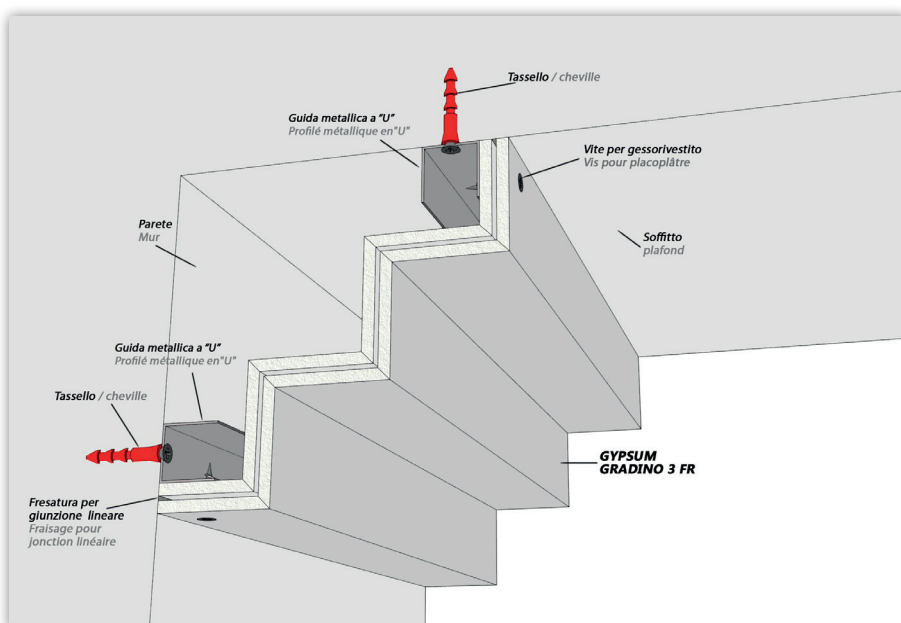 Tassello / cheville
Guida metallica a "U"
Profilé métallique en"U"
Vite per gessorivestito
Vis pour placoplâtre
Parete
Mur
Soffitto
plafond
Guida metallica a "U"
Profilé métallique en"U"
Tassello / cheville
GYPSUM
GRADINO 3 FR
Fresatura per
giunzione lineare
Fraisage pour
jonction linéaire